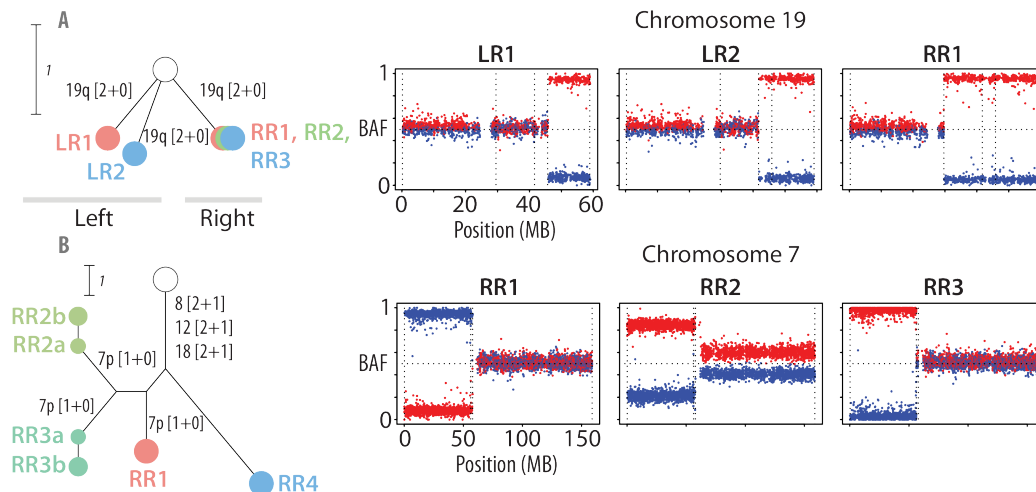 A
1
19q [2+0]
19q [2+0]
19q [2+0]
LR1
LR2
RR1, RR2,
RR3
Left
Right
Chromosome 19
LR1
LR2
RR1
1
BAF
0
0 20 40 60
Position (MB)
B
1
8 [2+1]
12 [2+1]
18 [2+1]
RR2b
RR2a
7p [1+0]
7p [1+0]
7p [1+0]
RR3a
RR3b
RR1
RR4
Chromosome 7
RR1
RR2
RR3
1
BAF
0
0 50 100 150
Position (MB)